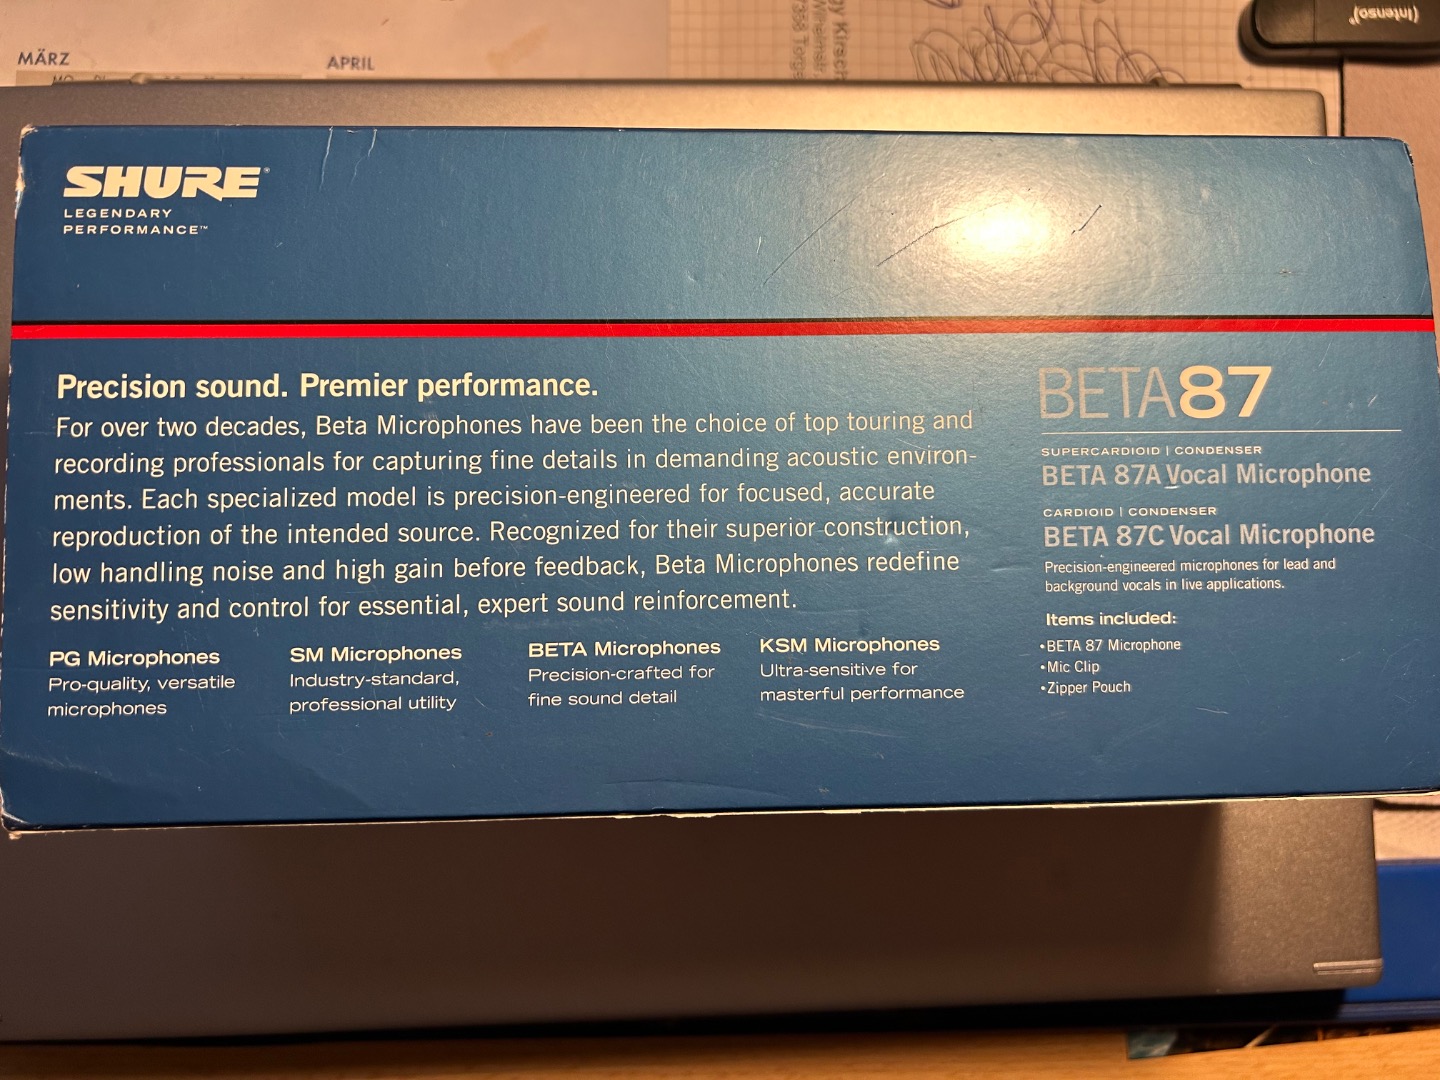 MÄRZ
APRIL
(intenso)®
SHURE®
LEGENDARY
PERFORMANCE™
Precision sound. Premier performance.
For over two decades, Beta Microphones have been the choice of top touring and
recording professionals for capturing fine details in demanding acoustic environ-
ments. Each specialized model is precision-engineered for focused, accurate
reproduction of the intended source. Recognized for their superior construction,
low handling noise and high gain before feedback, Beta Microphones redefine
sensitivity and control for essential, expert sound reinforcement.
PG Microphones
Pro-quality, versatile
microphones
SM Microphones
Industry-standard,
professional utility
BETA Microphones
Precision-crafted for
fine sound detail
KSM Microphones
Ultra-sensitive for
masterful performance
BETA87
SUPERCARDIOID | CONDENSER
BETA 87A Vocal Microphone
CARDIOID | CONDENSER
BETA 87C Vocal Microphone
Precision-engineered microphones for lead and
background vocals in live applications.
Items included:
•BETA 87 Microphone
•Mic Clip
•Zipper Pouch